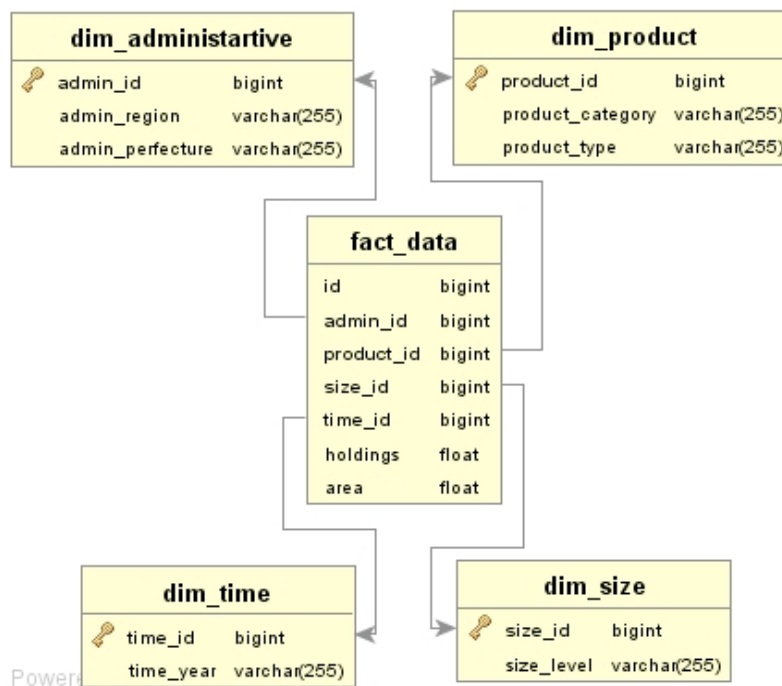 dim_administartive
admin_id bigint
admin_region varchar(255)
admin_perfecture varchar(255)
dim_product
product_id bigint
product_category varchar(255)
product_type varchar(255)
fact_data
id bigint
admin_id bigint
product_id bigint
size_id bigint
time_id bigint
holdings float
area float
dim_time
time_id bigint
time_year varchar(255)
dim_size
size_id bigint
size_level varchar(255)